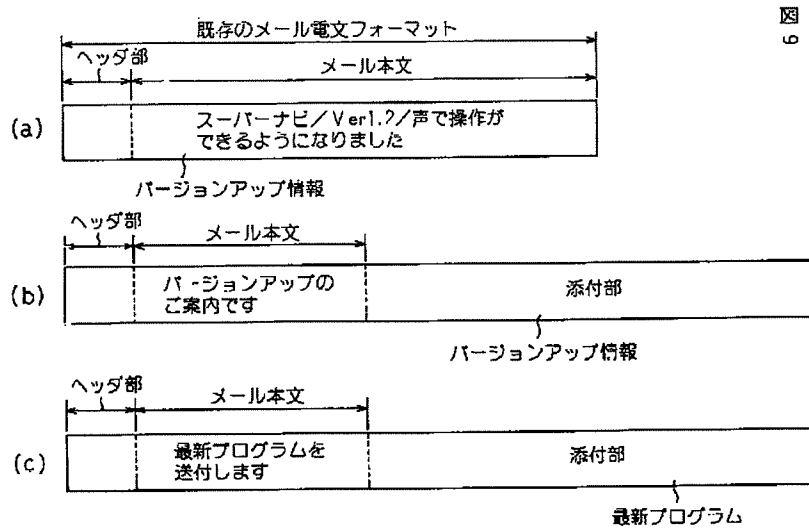 図
6
既存のメール電文フォーマット
ヘッダ部
メール本文
(a)
スーパーナビ/Ver1.2/声で操作が
できるようになりました
バージョンアップ情報
ヘッダ部
メール本文
(b)
バージョンアップの
ご案内です
添付部
バージョンアップ情報
ヘッダ部
メール本文
(c)
最新プログラムを
送付します
添付部
最新プログラム